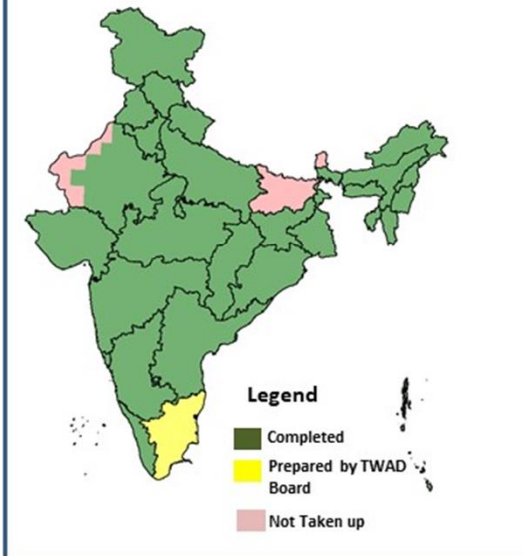 Legend
Completed
Prepared by TWAD
Board
Not Taken up